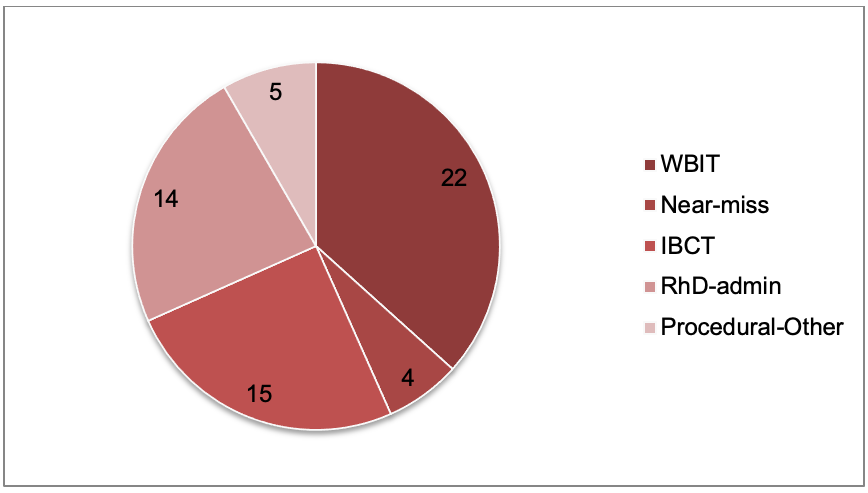 5
22
14
4
15
WBIT
Near-miss
IBCT
RhD-admin
Procedural-Other